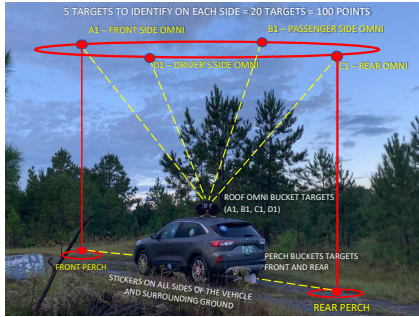 5 TARGETS TO IDENTIFY ON EACH SIDE = 20 TARGETS = 100 POINTS
A1 – FRONT SIDE OMNI
B1 – PASSENGER SIDE OMNI
D1 – DRIVER'S SIDE OMNI
C1 – REAR OMNI
ROOF OMNI BUCKET TARGETS
(A1, B1, C1, D1)
PERCH BUCKETS TARGETS
FRONT AND REAR
FRONT PERCH
STICKERS ON ALL SIDES OF THE VEHICLE
AND SURROUNDING GROUND
REAR PERCH